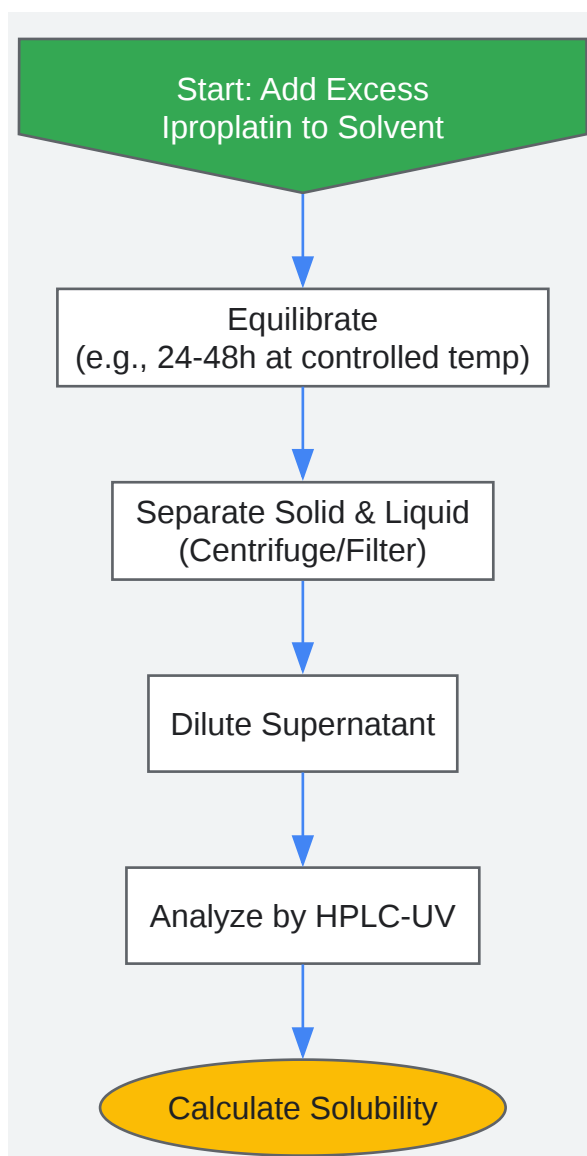 Start: Add Excess
Iproplatin to Solvent
Equilibrate
(e.g., 24-48h at controlled temp)
Separate Solid & Liquid
(Centrifuge/Filter)
Dilute Supernatant
Analyze by HPLC-UV
Calculate Solubility